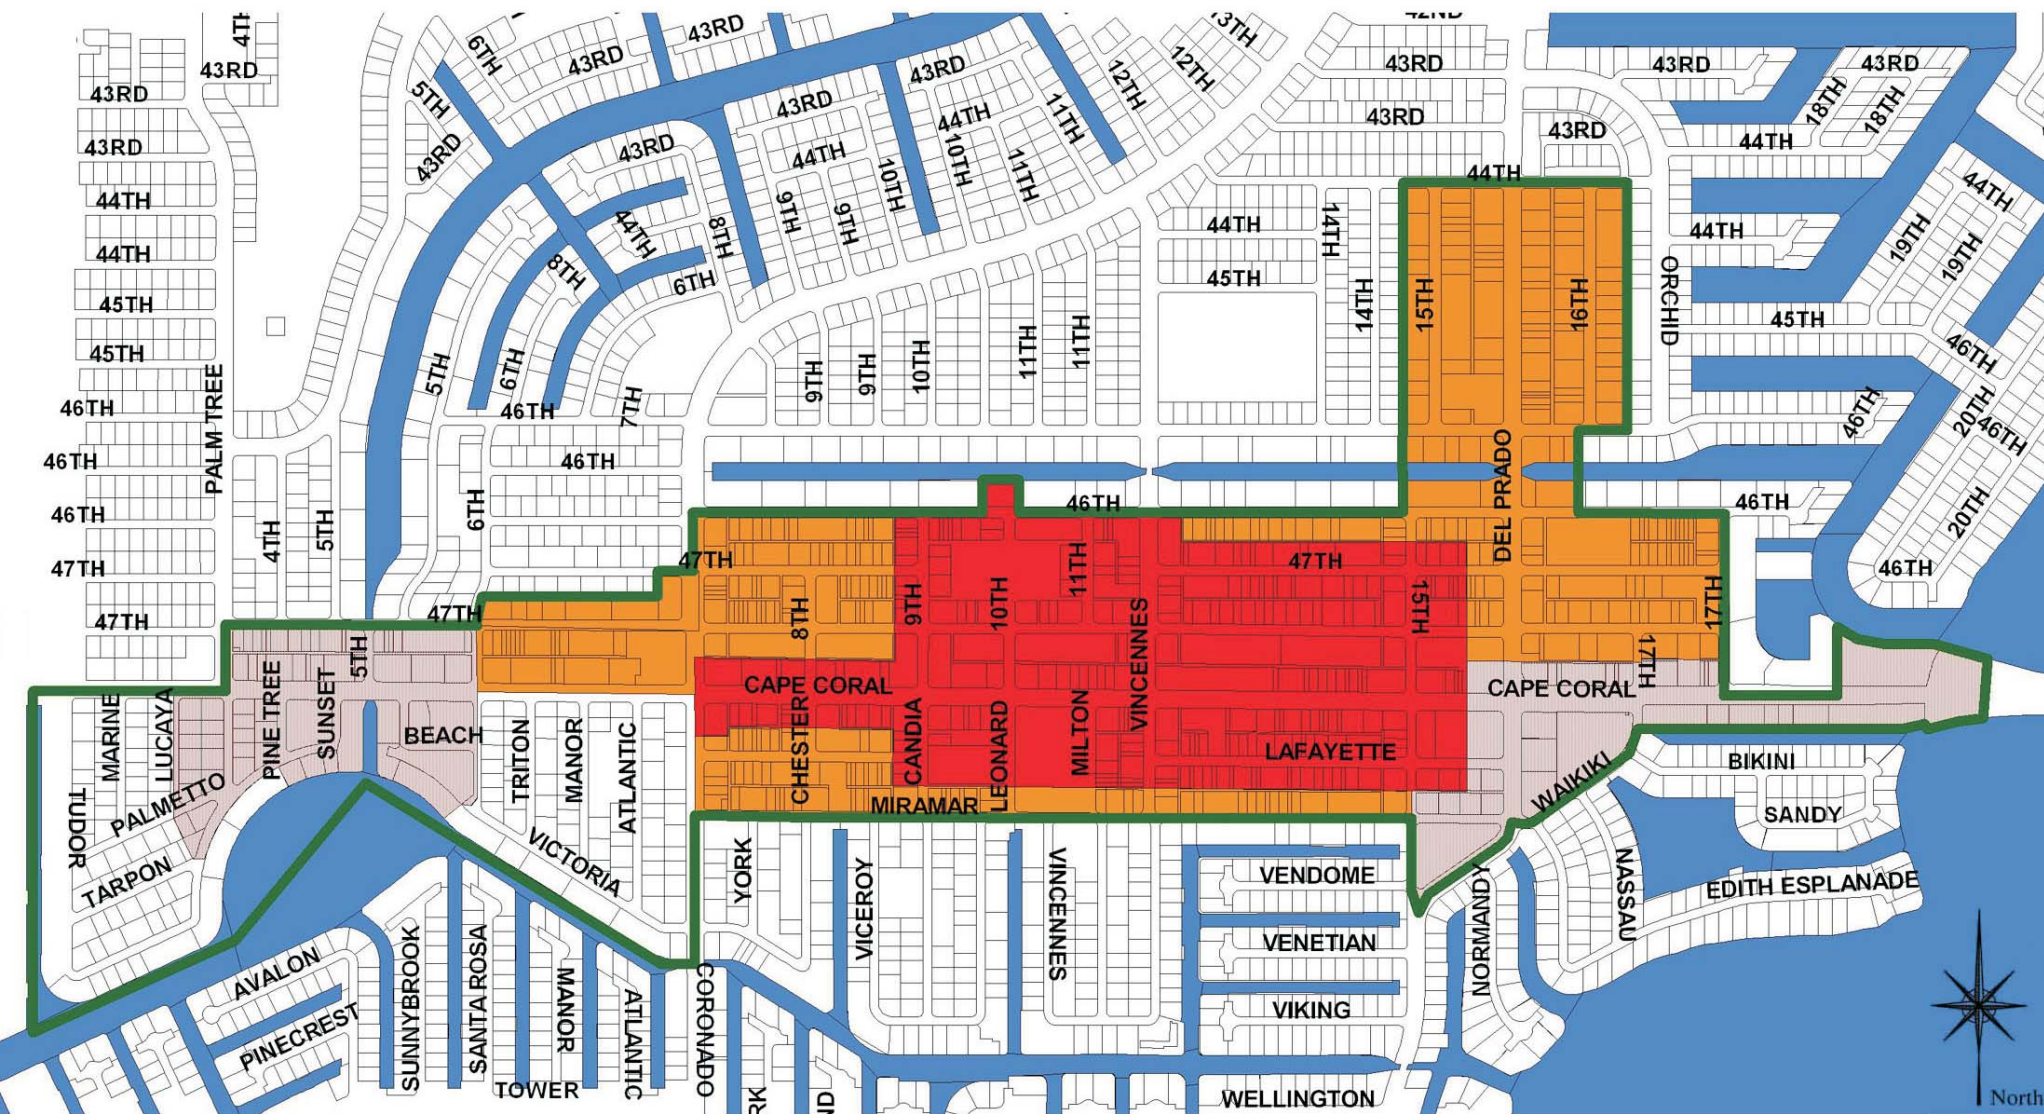 4TH
6TH
43RD
43RD
13TH
42ND
43RD
43RD
43RD
43RD
43RD
43RD
12TH
12TH
43RD
5TH
43RD
11TH
18TH
18TH
44TH
43RD
43RD
43RD
43RD
43RD
44TH
44TH
10TH
11TH
10TH
44TH
44TH
44TH
44TH
9TH
9TH
44TH
8TH
44TH
14TH
44TH
19TH
19TH
44TH
8TH
6TH
45TH
14TH
15TH
16TH
ORCHID
45TH
45TH
45TH
5TH
6TH
9TH
9TH
10TH
11TH
11TH
46TH
46TH
PALM TREE
46TH
7TH
46TH
20TH
46TH
46TH
46TH
DEL PRADO
46TH
6TH
46TH
46TH
20TH
4TH
5TH
47TH
47TH
47TH
46TH
47TH
47TH
8TH
9TH
10TH
11TH
VINCENNES
15TH
17TH
5TH
17TH
MARINE
LUCAYA
PINE TREE
SUNSET
BEACH
CAPE CORAL
CAPE CORAL
TRITON
MANOR
ATLANTIC
CHESTER
CANDIA
LEONARD
MILTON
LAFAYETTE
WAIKIKI
BIKINI
TUDOR
PALMETTO
MIRAMAR
SANDY
TARPON
VICTORIA
YORK
VICEROY
VINCENNES
VENDOME
NORMANDY
NASSAU
EDITH ESPLANADE
AVALON
SUNNYBROOK
SANTA ROSA
VENETIAN
PINECREST
MANOR
ATLANTIC
CORONADO
VIKING
TOWER
WELLINGTON
North